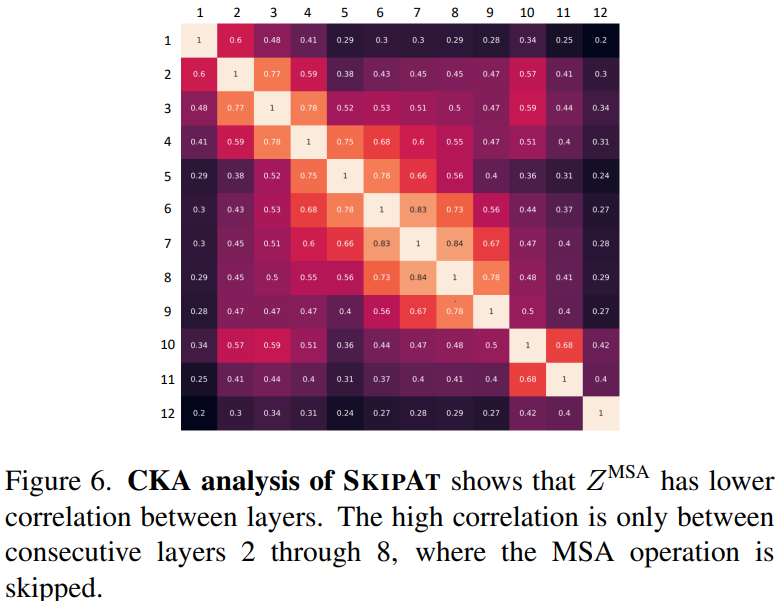 1 2 3 4 5 6 7 8 9 10 11 12
1 1 0.6 0.48 0.41 0.29 0.3 0.3 0.29 0.28 0.34 0.25 0.2
2 0.6 1 0.77 0.59 0.38 0.43 0.45 0.45 0.47 0.57 0.41 0.3
3 0.48 0.77 1 0.78 0.52 0.53 0.51 0.5 0.47 0.59 0.44 0.34
4 0.41 0.59 0.78 1 0.75 0.68 0.6 0.55 0.47 0.51 0.4 0.31
5 0.29 0.38 0.52 0.75 1 0.78 0.66 0.56 0.4 0.36 0.31 0.24
6 0.3 0.43 0.53 0.68 0.78 1 0.83 0.73 0.56 0.44 0.37 0.27
7 0.3 0.45 0.51 0.6 0.66 0.83 1 0.84 0.67 0.47 0.4 0.28
8 0.29 0.45 0.5 0.55 0.56 0.73 0.84 1 0.78 0.48 0.41 0.29
9 0.28 0.47 0.47 0.47 0.4 0.56 0.67 0.78 1 0.5 0.4 0.27
10 0.34 0.57 0.59 0.51 0.36 0.44 0.47 0.48 0.5 1 0.68 0.42
11 0.25 0.41 0.44 0.4 0.31 0.37 0.4 0.41 0.4 0.68 1 0.4
12 0.2 0.3 0.34 0.31 0.24 0.27 0.28 0.29 0.27 0.42 0.4 1
Figure 6. CKA analysis of SKIPAT shows that Z^MSA has lower
correlation between layers. The high correlation is only between
consecutive layers 2 through 8, where the MSA operation is
skipped.